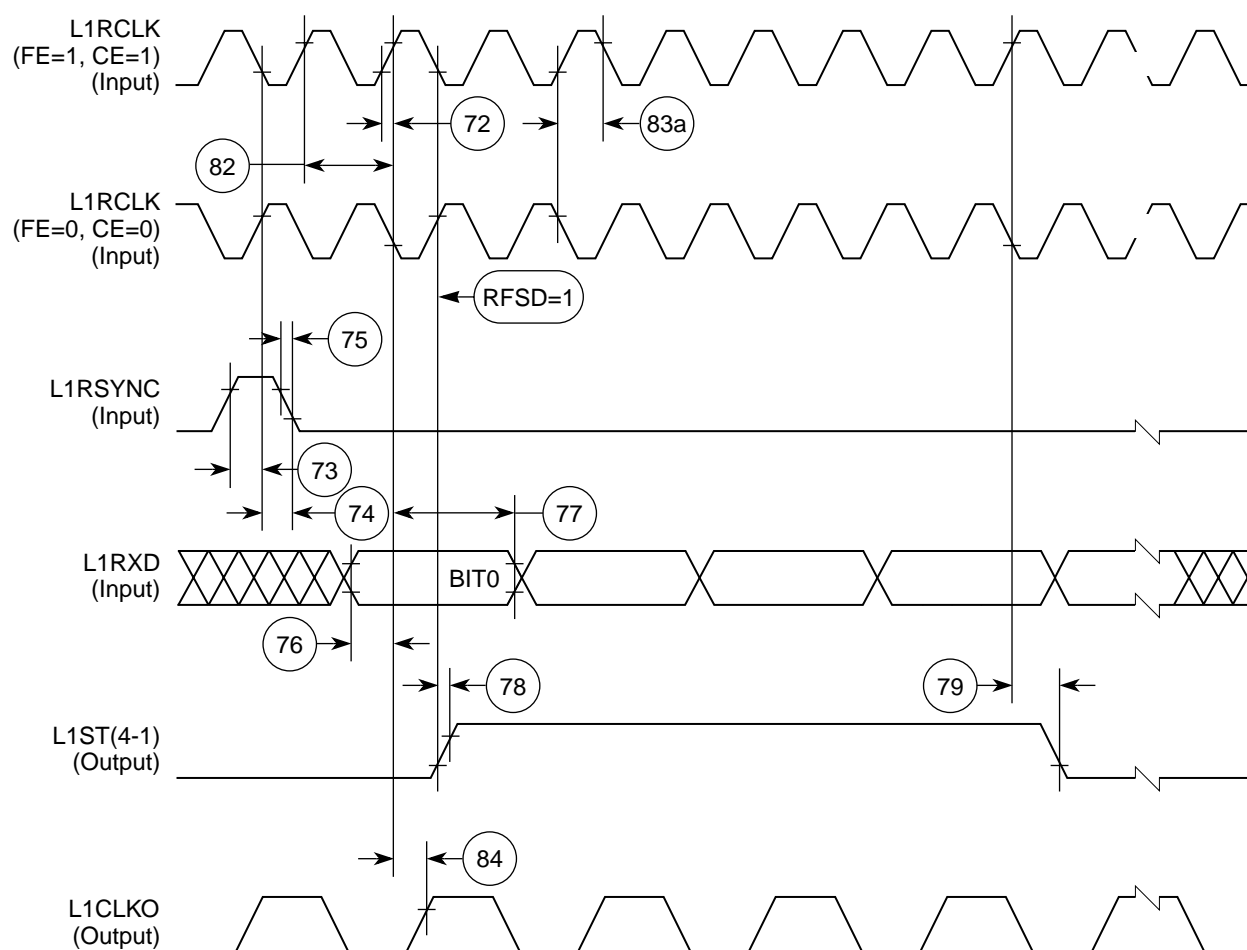 L1RCLK
(FE=1, CE=1)
(Input)
72
83a
82
L1RCLK
(FE=0, CE=0)
(Input)
RFSD=1
75
L1RSYNC
(Input)
73
74
77
L1RXD
(Input)
BIT0
76
78
79
L1ST(4-1)
(Output)
84
L1CLKO
(Output)